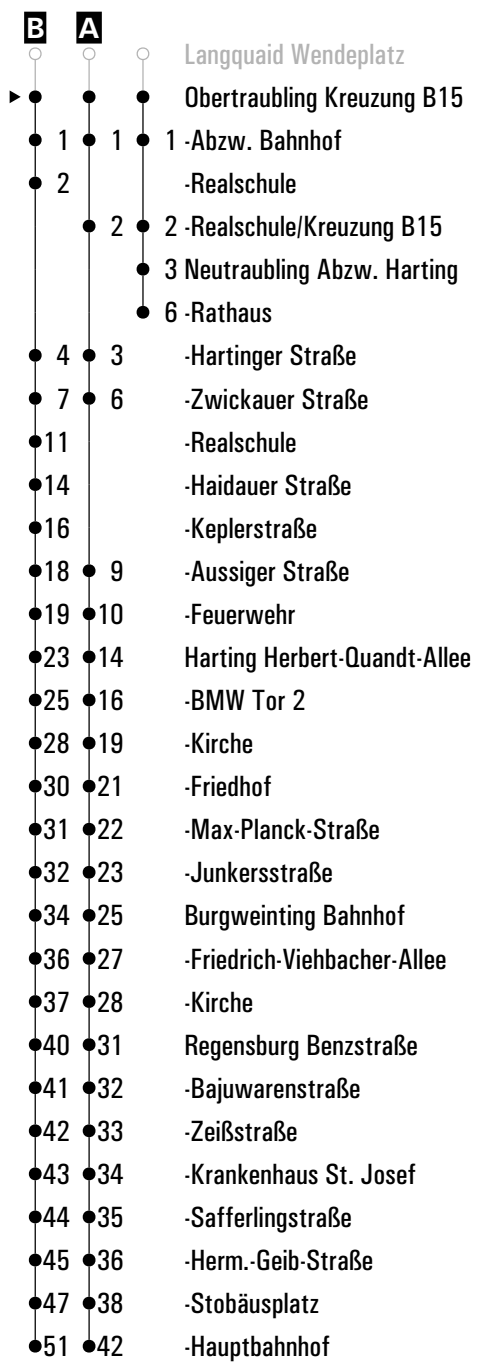 B A
Langquaid Wendeplatz
Obertraubling Kreuzung B15
1 1 1 -Abzw. Bahnhof
2 -Realschule
2 2 -Realschule/Kreuzung B15
3 Neutraubling Abzw. Harting
6 -Rathaus
4 3 -Hartinger Straße
7 6 -Zwickauer Straße
11 -Realschule
14 -Haidauer Straße
16 -Keplerstraße
18 9 -Aussiger Straße
19 10 -Feuerwehr
23 14 Harting Herbert-Quandt-Allee
25 16 -BMW Tor 2
28 19 -Kirche
30 21 -Friedhof
31 22 -Max-Planck-Straße
32 23 -Junkersstraße
34 25 Burgweinting Bahnhof
36 27 -Friedrich-Viehbacher-Allee
37 28 -Kirche
40 31 Regensburg Benzstraße
41 32 -Bajuwarenstraße
42 33 -Zeißstraße
43 34 -Krankenhaus St. Josef
44 35 -Safferlingstraße
45 36 -Herm.-Geib-Straße
47 38 -Stobäusplatz
51 42 -Hauptbahnhof